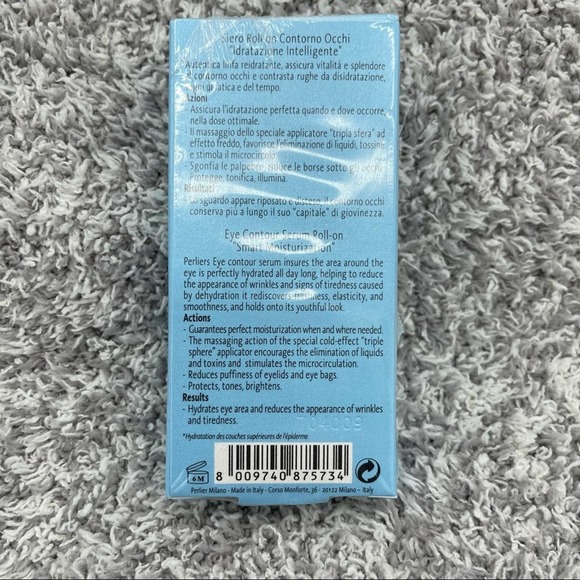 Siero Roll-on Contorno Occhi
"Idratazione Intelligente"
Autentica linfa reidratante, assicura vitalità e splendore
contorno occhi e contrasta rughe da disidratazione,
e del tempo.
Azioni
- Assicura l'idratazione perfetta quando e dove occorre,
nella dose ottimale.
- Il massaggio dello speciale applicatore "tripla sfera" ad
effetto freddo, favorisce l'eliminazione di liquidi, tossine
e stimola il microcircolo.
- Sgonfia le palpebre, riduce le borse sotto gli occhi.
- Protegge, tonifica, illumina.
Risultati
Lo sguardo appare riposato e disteso, il contorno occhi
conserva più a lungo il suo "capitale" di giovinezza.
Eye Contour Serum Roll-on
"Smart Moisturization"
Perliers Eye contour serum insures the area around the
eye is perfectly hydrated all day long, helping to reduce
the appearance of wrinkles and signs of tiredness caused
by dehydration it rediscovers freshness, elasticity, and
smoothness, and holds onto its youthful look.
Actions
- Guarantees perfect moisturization when and where needed.
- The massaging action of the special cold-effect "triple
sphere" applicator encourages the elimination of liquids
and toxins and stimulates the microcirculation.
- Reduces puffiness of eyelids and eye bags.
- Protects, tones, brightens.
Results
- Hydrates eye area and reduces the appearance of wrinkles
and tiredness.
04009
*Hydratation des couches supérieures de l'épiderme.
6M
8 009740 875734
Perlier Milano - Made in Italy - Corso Monforte, 36 - 20122 Milano - Italy